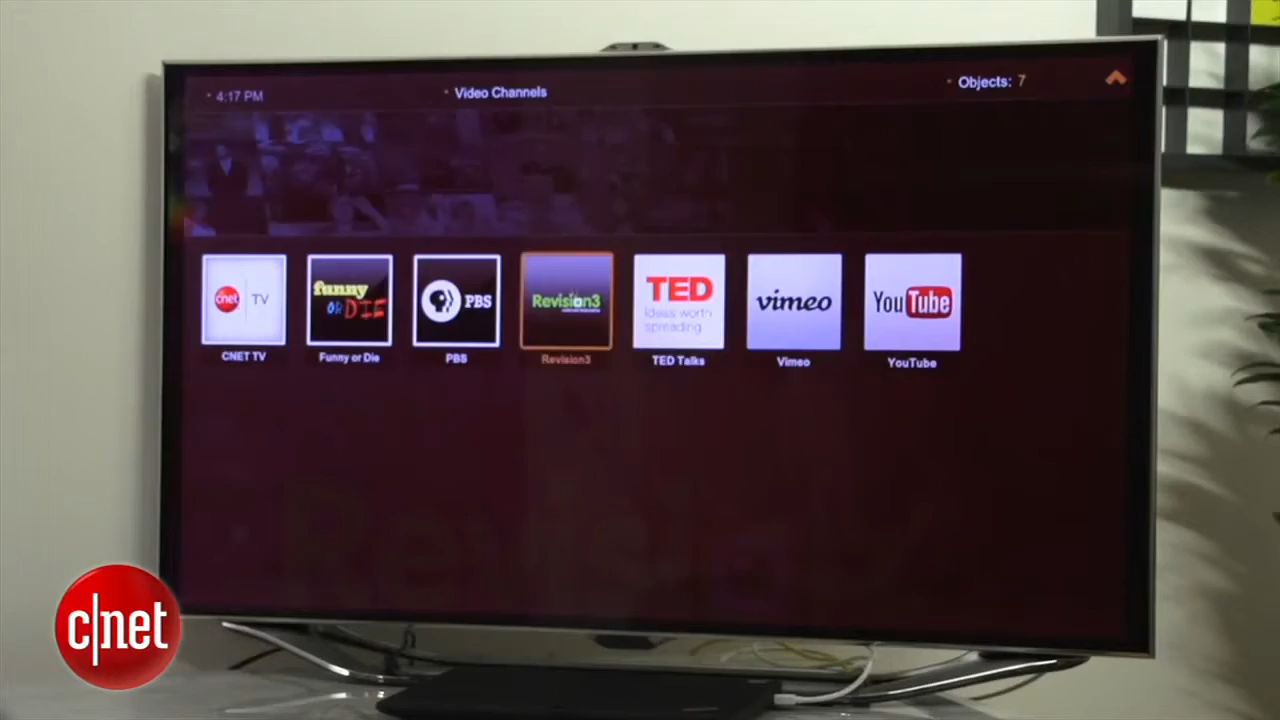 4:17 PM
Video Channels
Objects: 7
cnet TV
funny
OR DIE
PBS
Revision3
TED
Ideas worth
spreading.
vimeo
YouTube
CNET TV
Funny or Die
PBS
Revision3
TED Talks
Vimeo
YouTube
c|net